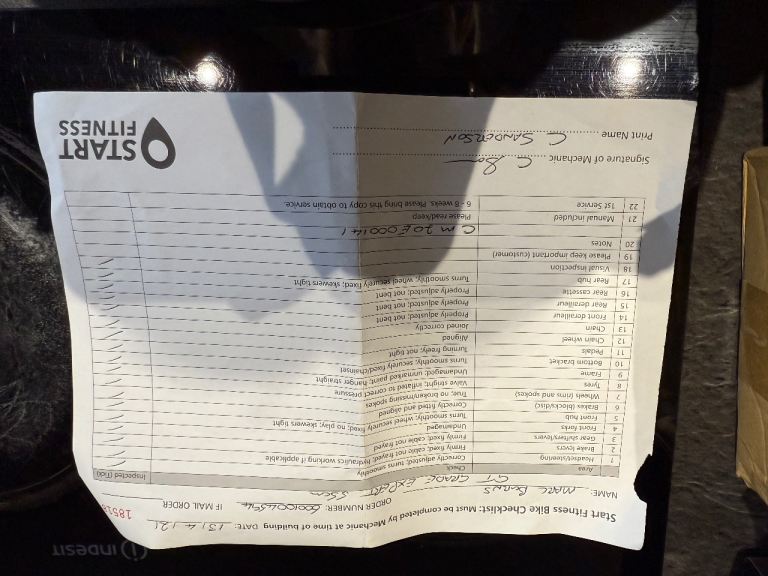 Start Fitness Bike Checklist: Must be completed by Mechanic at time of building DATE: 13/4/21
NAME: MARC BURNS ORDER NUMBER: IF MAIL ORDER
GT GRADE EXPERT 55cm
Area Check Inspected (Tick)
1 Headset/steering Correctly adjusted; turns smoothly
2 Brake levers Firmly fixed; cable not frayed; hydraulics working if applicable
3 Gear shifters/levers Firmly fixed; cable not frayed
4 Front forks Undamaged
5 Front hub Turns smoothly; wheel securely fixed; no play; skewers tight
6 Brakes (blocks/disc) Correctly fitted and aligned
7 Wheels (rims and spokes) True; no broken/missing spokes
8 Tyres Valve straight; inflated to correct pressure
9 Frame Undamaged; unmarked paint; hanger straight
10 Bottom bracket Turns smoothly; securely fixed/chainset
11 Pedals Turning freely; not tight
12 Chain wheel Aligned
13 Chain Joined correctly
14 Front derailleur Properly adjusted; not bent
15 Rear derailleur Properly adjusted; not bent
16 Rear cassette Properly adjusted; not bent
17 Rear hub Turns smoothly; wheel securely fixed; skewers tight
18 Visual inspection
19 Please keep important (customer)
20 Notes CM20E000141
21 Manual included Please read/keep
22 1st Service 6 - 8 weeks. Please bring this copy to obtain service.
Signature of Mechanic
Print Name C SANDERSON
START
FITNESS
INDESIT